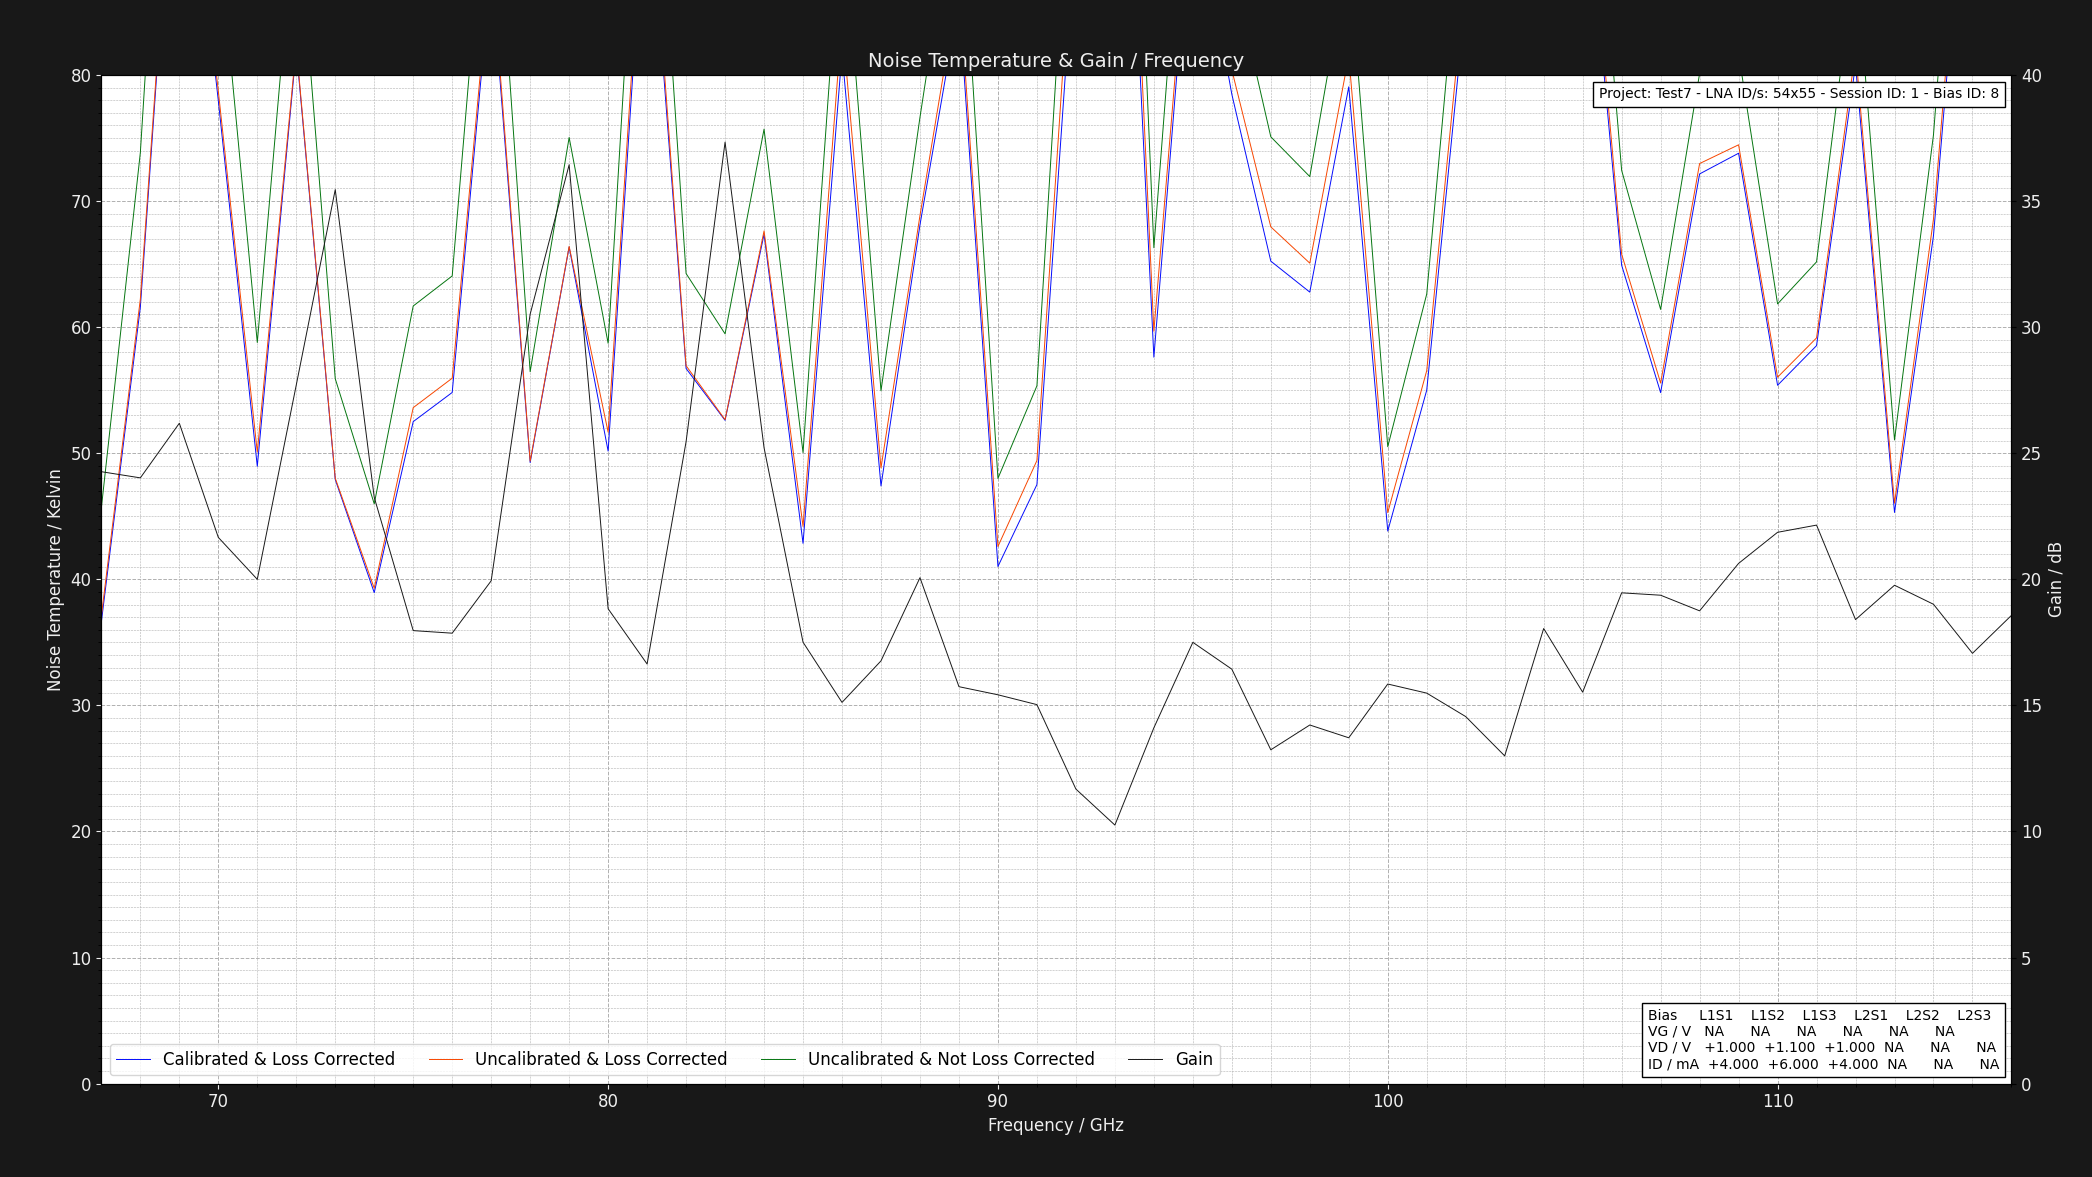 Noise Temperature & Gain / Frequency
Project: Test7 - LNA ID/s: 54x55 - Session ID: 1 - Bias ID: 8
80
70
60
50
40
30
20
10
0
Noise Temperature / Kelvin
40
35
30
25
20
15
10
5
0
Gain / dB
Bias L1S1 L1S2 L1S3 L2S1 L2S2 L2S3
VG / V NA NA NA NA NA NA
VD / V +1.000 +1.100 +1.000 NA NA NA
ID / mA +4.000 +6.000 +4.000 NA NA NA
Calibrated & Loss Corrected Uncalibrated & Loss Corrected Uncalibrated & Not Loss Corrected Gain
70 80 90 100 110
Frequency / GHz